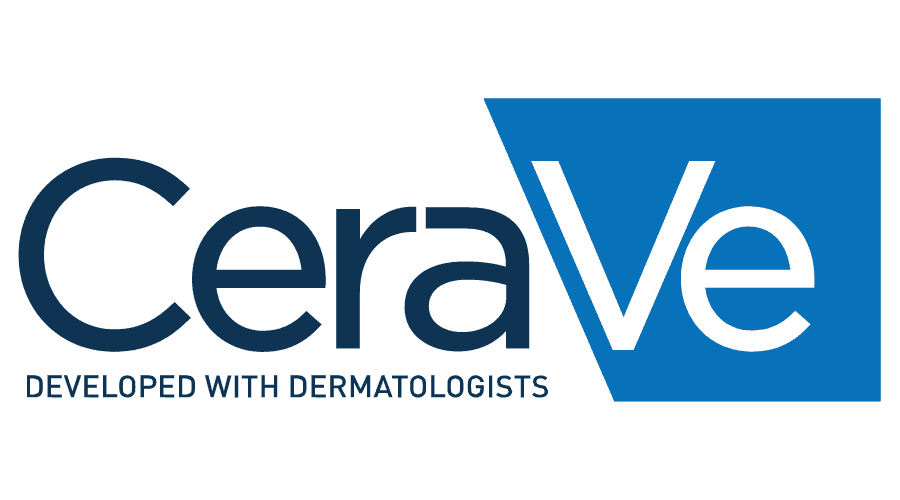 CeraVe
DEVELOPED WITH DERMATOLOGISTS